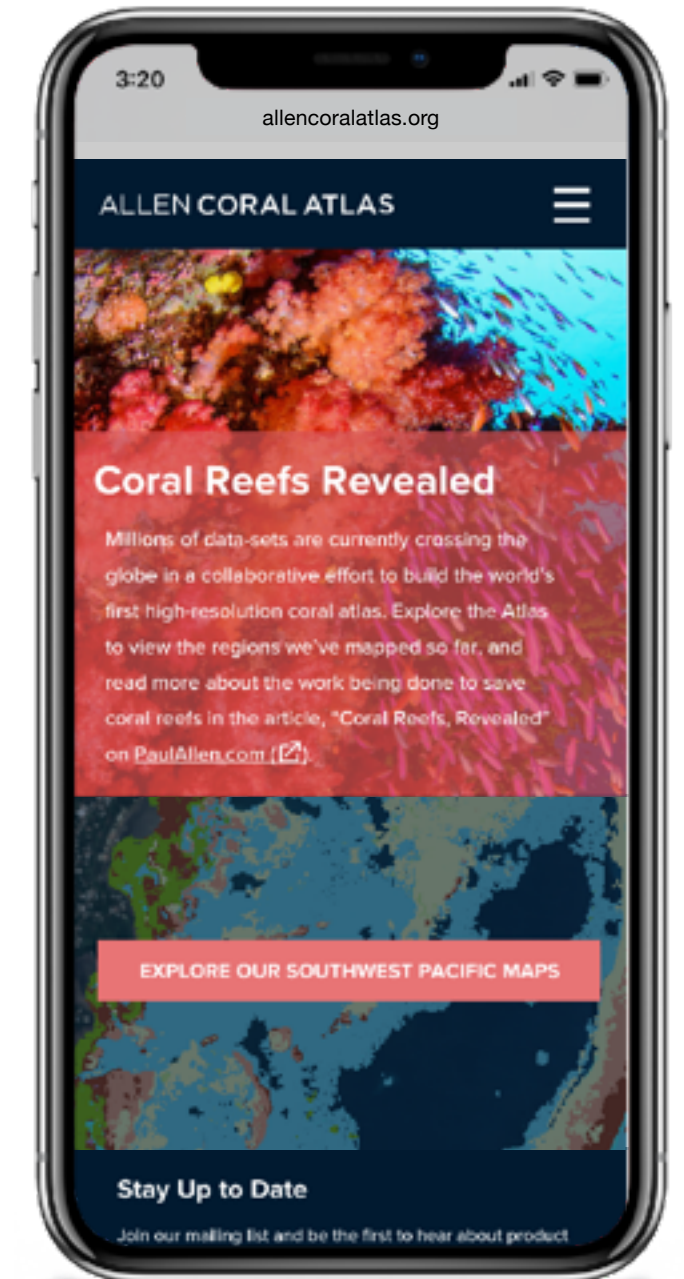 3:20
allencoralatlas.org
ALLEN CORAL ATLAS
Coral Reefs Revealed
Millions of data-sets are currently crossing the
globe in a collaborative effort to build the world's
first high-resolution coral atlas. Explore the Atlas
to view the regions we've mapped so far, and
read more about the work being done to save
coral reefs in the article, "Coral Reefs, Revealed"
on PaulAllen.com ( ).
EXPLORE OUR SOUTHWEST PACIFIC MAPS
Stay Up to Date
Join our mailing list and be the first to hear about product